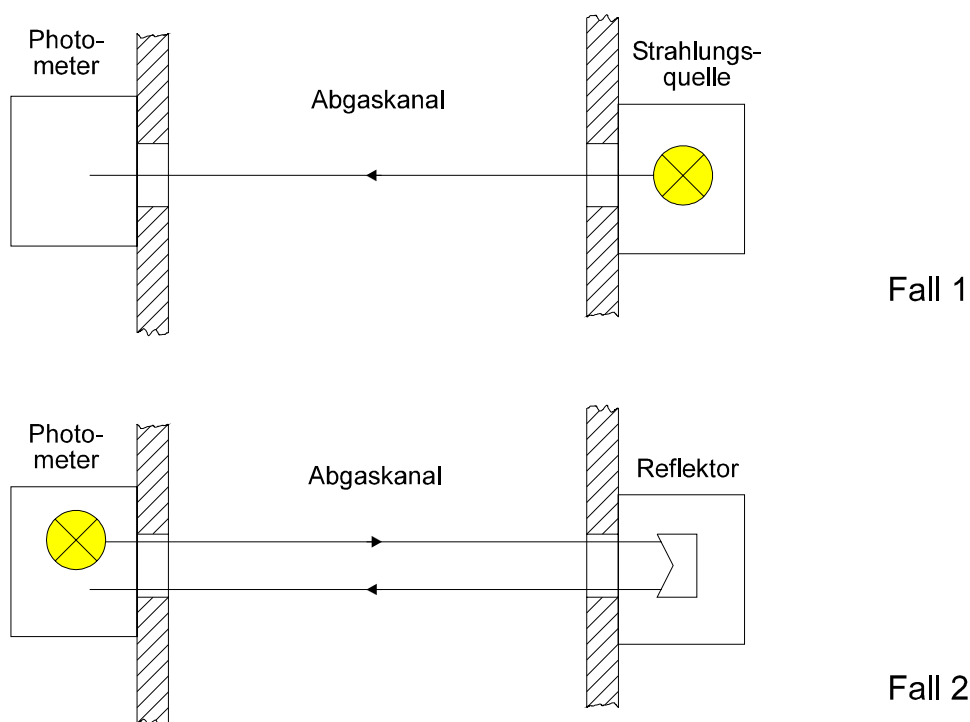 Photo-
meter
Strahlungs-
quelle
Abgaskanal
Fall 1
Photo-
meter
Abgaskanal
Reflektor
Fall 2